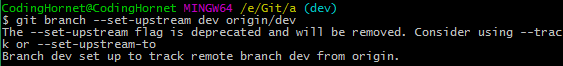 CodingHornet@CodingHornet MINGW64 /e/Git/a (dev)
$ git branch --set-upstream dev origin/dev
The --set-upstream flag is deprecated and will be removed. Consider using --trac
k or --set-upstream-to
Branch dev set up to track remote branch dev from origin.